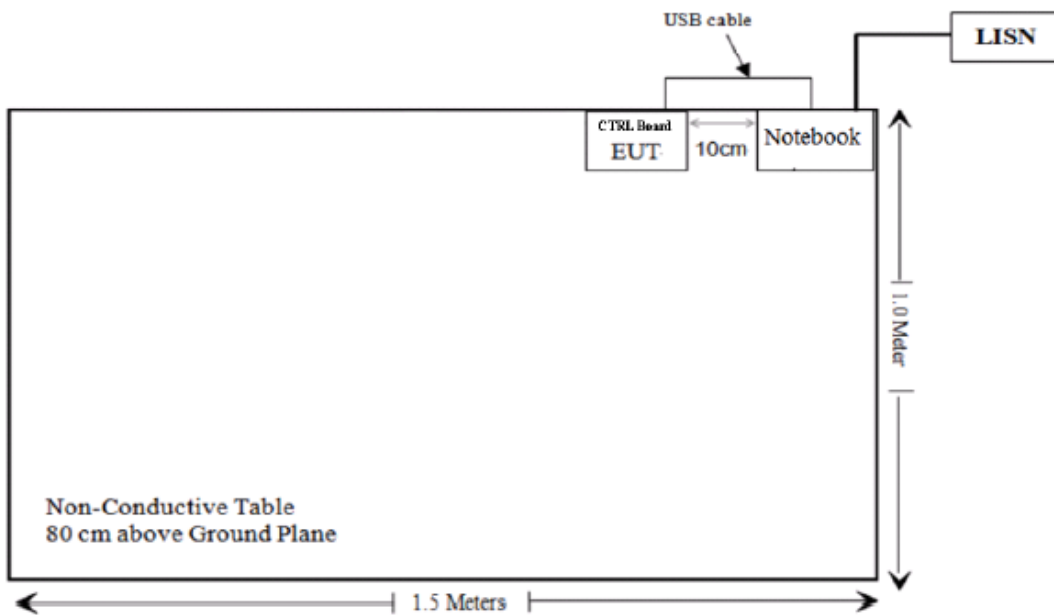 USB cable
LISN
CTRL Board
EUT
10cm
Notebook
1.0 Meter
Non-Conductive Table
80 cm above Ground Plane
1.5 Meters